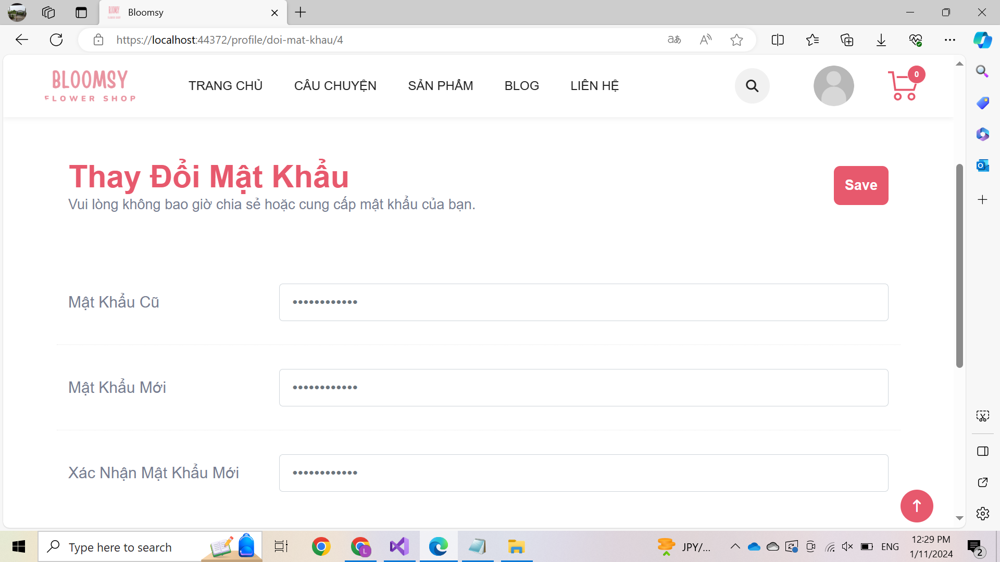 Bloomsy
https://localhost:44372/profile/doi-mat-khau/4
BLOOMSY
FLOWER SHOP
TRANG CHỦ
CÂU CHUYỆN
SẢN PHẨM
BLOG
LIÊN HỆ
0
Thay Đổi Mật Khẩu
Vui lòng không bao giờ chia sẻ hoặc cung cấp mật khẩu của bạn.
Save
Mật Khẩu Cũ
Mật Khẩu Mới
Xác Nhận Mật Khẩu Mới
Type here to search
JPY/...
ENG
12:29 PM
1/11/2024
2